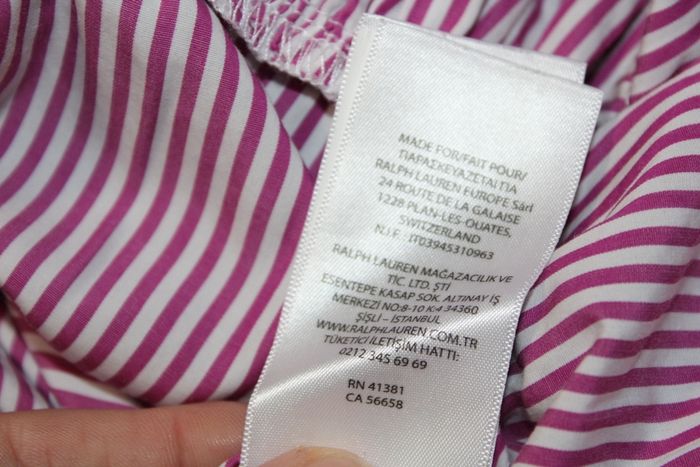 MADE FOR/FAIT POUR/
ΠΑΡΑΣΚΕΥΑΖΕΤΑΙ ΓΙΑ
RALPH LAUREN EUROPE Sàrl
24 ROUTE DE LA GALAISE
1228 PLAN-LES-OUATES,
SWITZERLAND
N.I.F.: IT03945310963
RALPH LAUREN MAĞAZACILIK VE
TİC. LTD. ŞTİ
ESENTEPE KASAP SOK. ALTINAY İŞ
MERKEZİ NO:8-10 K:4 34360
ŞİŞLİ – İSTANBUL
WWW.RALPHLAUREN.COM.TR
TÜKETİCİ İLETİŞİM HATTI:
0212 345 69 69
RN 41381
CA 56658